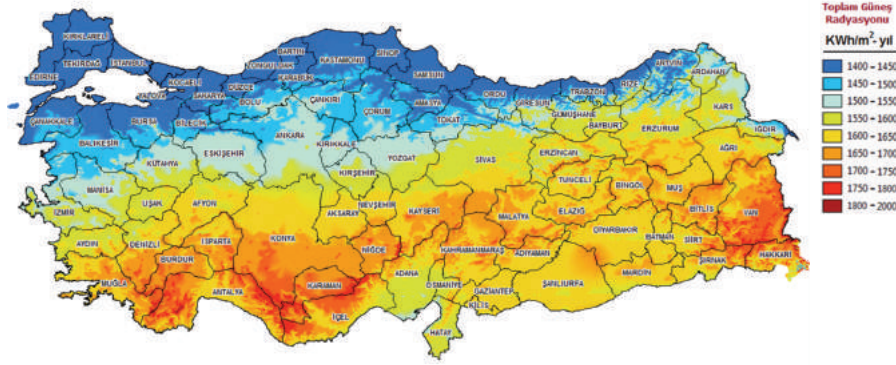 Toplam Güneş
Radyasyonu
KWh/m²- yıl
1400 - 1450
1450 - 1500
1500 - 1550
1550 - 1600
1600 - 1650
1650 - 1700
1700 - 1750
1750 - 1800
1800 - 2000
KIRKLARELİ
EDİRNE
TEKİRDAĞ
İSTANBUL
KOCAELİ
YALOVA
SAKARYA
DÜZCE
ZONGULDAK
BARTIN
KARABÜK
KASTAMONU
SİNOP
SAMSUN
BOLU
ÇANKIRI
ÇORUM
AMASYA
TOKAT
ORDU
GİRESUN
TRABZON
RİZE
ARTVİN
ARDAHAN
KARS
IĞDIR
GÜMÜŞHANE
BAYBURT
ERZURUM
AĞRI
ÇANAKKALE
BALIKESİR
BURSA
BİLECİK
KÜTAHYA
ESKİŞEHİR
ANKARA
KIRIKKALE
YOZGAT
KIRŞEHİR
SİVAS
ERZİNCAN
TUNCELİ
BİNGÖL
MUŞ
BİTLİS
VAN
MANİSA
İZMİR
UŞAK
AFYON
AKSARAY
NEVŞEHİR
KAYSERİ
MALATYA
ELAZIĞ
DİYARBAKIR
BATMAN
SİİRT
ŞIRNAK
HAKKARİ
AYDIN
DENİZLİ
ISPARTA
BURDUR
KONYA
NİĞDE
KAHRAMANMARAŞ
ADIYAMAN
MARDİN
MUĞLA
ANTALYA
KARAMAN
İÇEL
ADANA
OSMANİYE
GAZİANTEP
KİLİS
ŞANLIURFA
HATAY